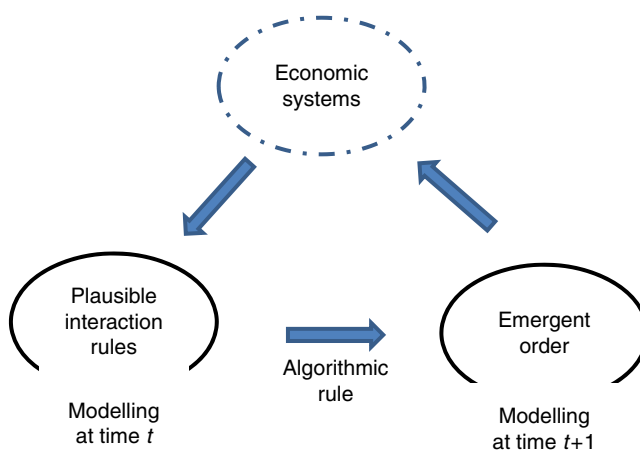 Economic
systems
Plausible
interaction
rules
Algorithmic
rule
Emergent
order
Modelling
at time t
Modelling
at time t+1